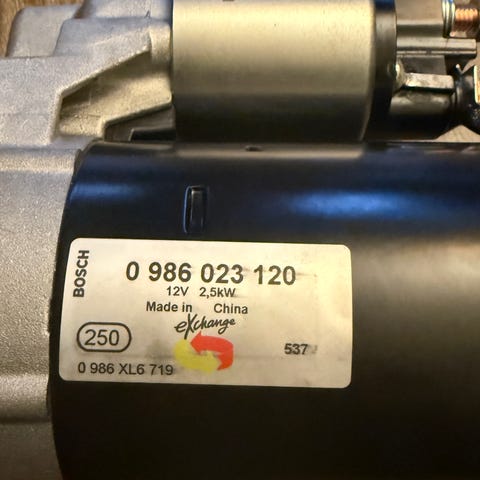 BOSCH
0 986 023 120
12V 2,5kW
Made in China
eXchange
250
537
0 986 XL6 719